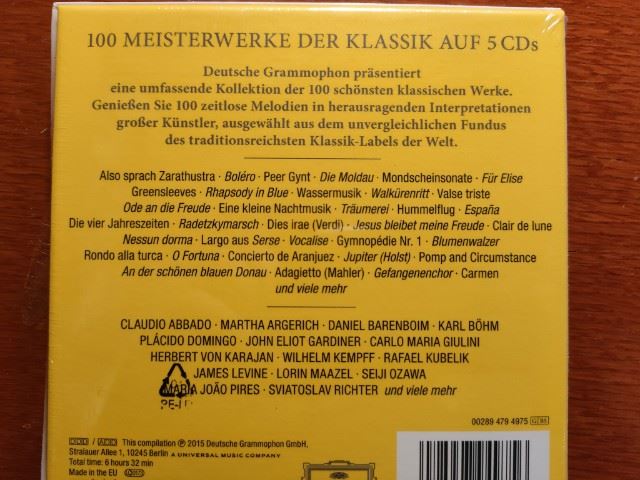 100 MEISTERWERKE DER KLASSIK AUF 5 CDs
Deutsche Grammophon präsentiert
eine umfassende Kollektion der 100 schönsten klassischen Werke.
Genießen Sie 100 zeitlose Melodien in herausragenden Interpretationen
großer Künstler, ausgewählt aus dem unvergleichlichen Fundus
des traditionsreichsten Klassik-Labels der Welt.
Also sprach Zarathustra · Boléro · Peer Gynt · Die Moldau · Mondscheinsonate · Für Elise
Greensleeves · Rhapsody in Blue · Wassermusik · Walkürenritt · Valse triste
Ode an die Freude · Eine kleine Nachtmusik · Träumerei · Hummelflug · España
Die vier Jahreszeiten · Radetzkymarsch · Dies irae (Verdi) · Jesus bleibet meine Freude · Clair de lune
Nessun dorma · Largo aus Serse · Vocalise · Gymnopédie Nr. 1 · Blumenwalzer
Rondo alla turca · O Fortuna · Concierto de Aranjuez · Jupiter (Holst) · Pomp and Circumstance
An der schönen blauen Donau · Adagietto (Mahler) · Gefangenenchor · Carmen
und viele mehr
CLAUDIO ABBADO · MARTHA ARGERICH · DANIEL BARENBOIM · KARL BÖHM
PLÁCIDO DOMINGO · JOHN ELIOT GARDINER · CARLO MARIA GIULINI
HERBERT VON KARAJAN · WILHELM KEMPFF · RAFAEL KUBELIK
JAMES LEVINE · LORIN MAAZEL · SEIJI OZAWA
MARIA JOÃO PIRES · SVIATOSLAV RICHTER und viele mehr
00289 479 4975
DDD / ADD This compilation ℗ 2015 Deutsche Grammophon GmbH,
Stralauer Allee 1, 10245 Berlin A UNIVERSAL MUSIC COMPANY
Total time: 6 hours 32 min
Made in the EU